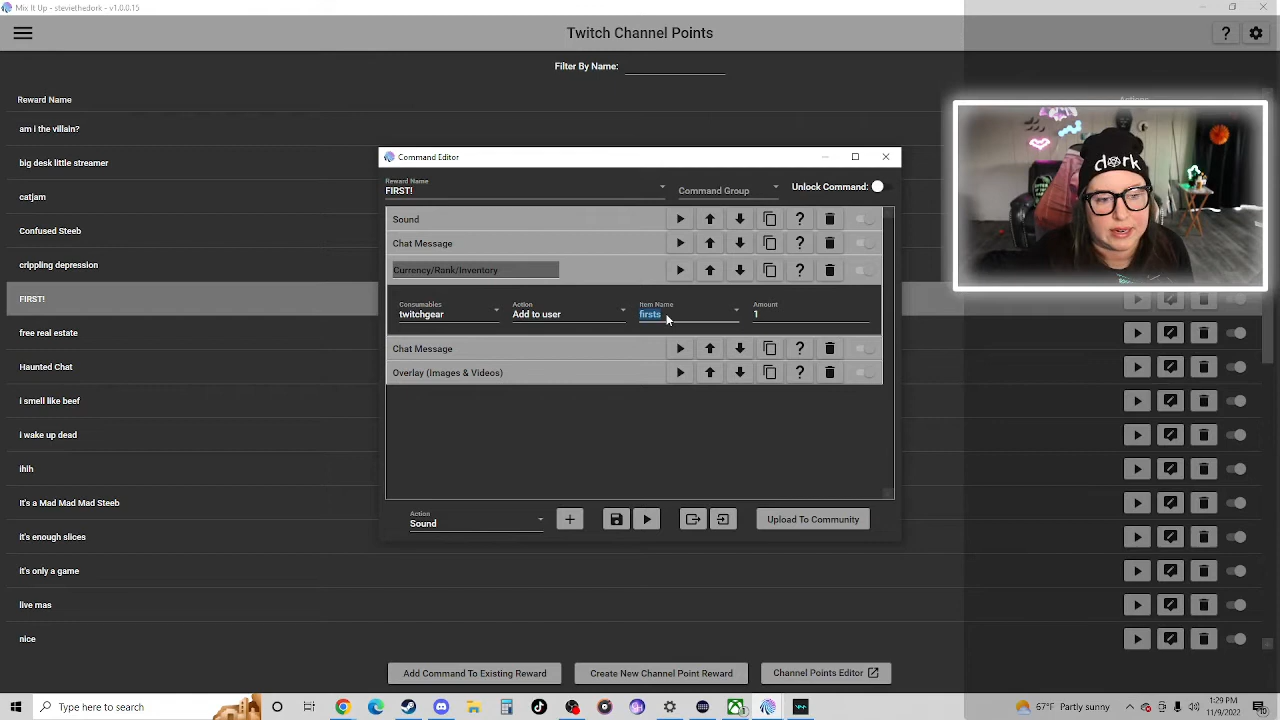 Mix It Up - steviethedork - v1.0.0.15
Twitch Channel Points
?
Filter By Name:
Reward Name
Actions
am i the villain?
big desk little streamer
catjam
Confused Steeb
crippling depression
FIRST!
free real estate
Haunted Chat
i smell like beef
i wake up dead
ihlh
It's a Mad Mad Mad Steeb
it's enough slices
it's only a game
live mas
nice
Command Editor
Reward Name
FIRST!
Command Group
Unlock Command:
Sound
?
Chat Message
?
Currency/Rank/Inventory
?
Consumables
twitchgear
Action
Add to user
Item Name
firsts
Amount
1
Chat Message
?
Overlay (Images & Videos)
?
Action
Sound
Upload To Community
dork
Add Command To Existing Reward
Create New Channel Point Reward
Channel Points Editor
Type here to search
67°F Partly sunny
1:29 PM
11/9/2022